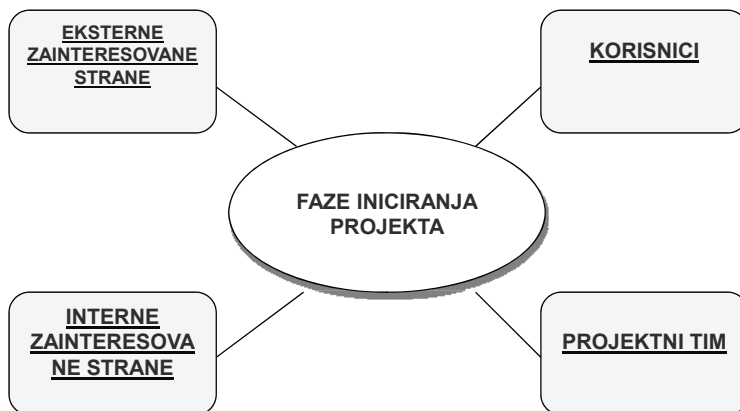 EKSTERNE
ZAINTERESOVANE
STRANE
KORISNICI
FAZE INICIRANJA
PROJEKTA
INTERNE
ZAINTERESOVA
NE STRANE
PROJEKTNI TIM